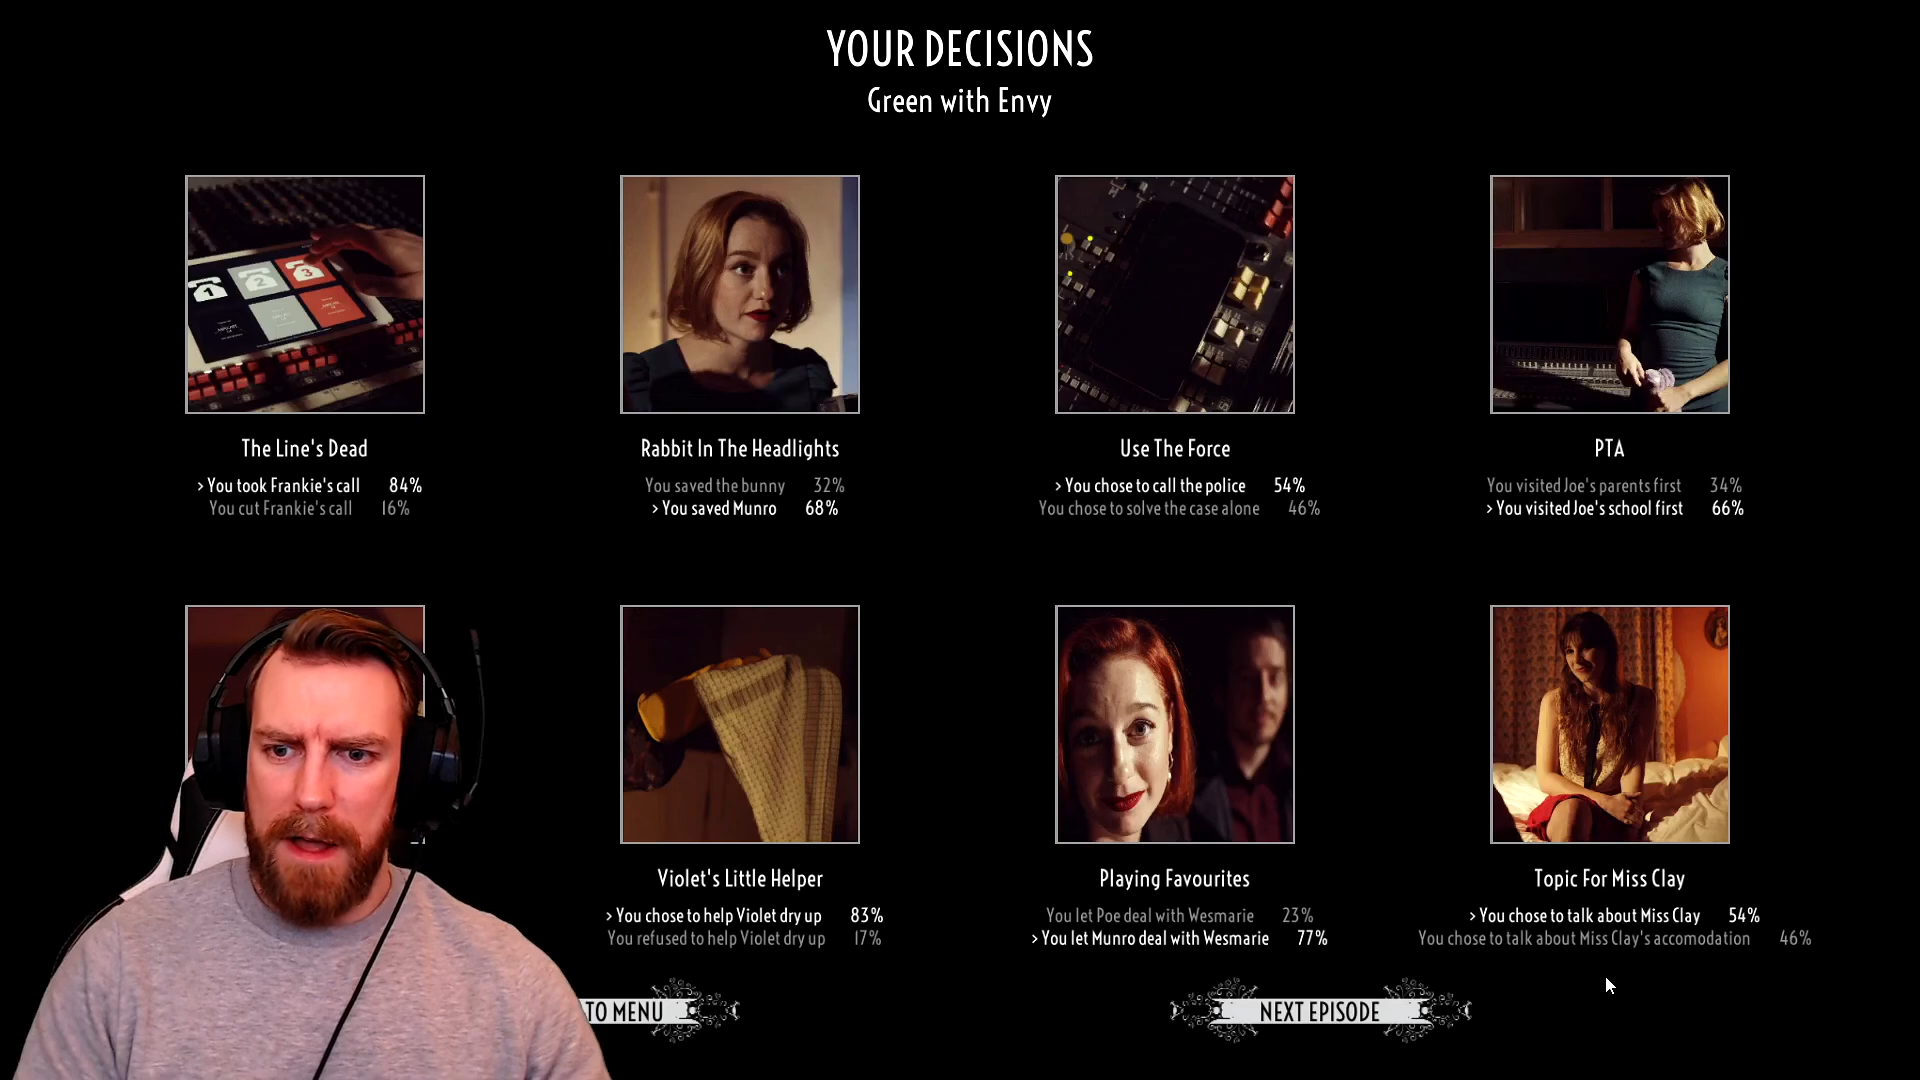 YOUR DECISIONS
Green with Envy
1
2
3
The Line's Dead
> You took Frankie's call 84%
You cut Frankie's call 16%
Rabbit In The Headlights
You saved the bunny 32%
> You saved Munro 68%
Use The Force
> You chose to call the police 54%
You chose to solve the case alone 46%
PTA
You visited Joe's parents first 34%
> You visited Joe's school first 66%
Violet's Little Helper
> You chose to help Violet dry up 83%
You refused to help Violet dry up 17%
Playing Favourites
You let Poe deal with Wesmarie 23%
> You let Munro deal with Wesmarie 77%
Topic For Miss Clay
> You chose to talk about Miss Clay 54%
You chose to talk about Miss Clay's accomodation 46%
TO MENU
NEXT EPISODE